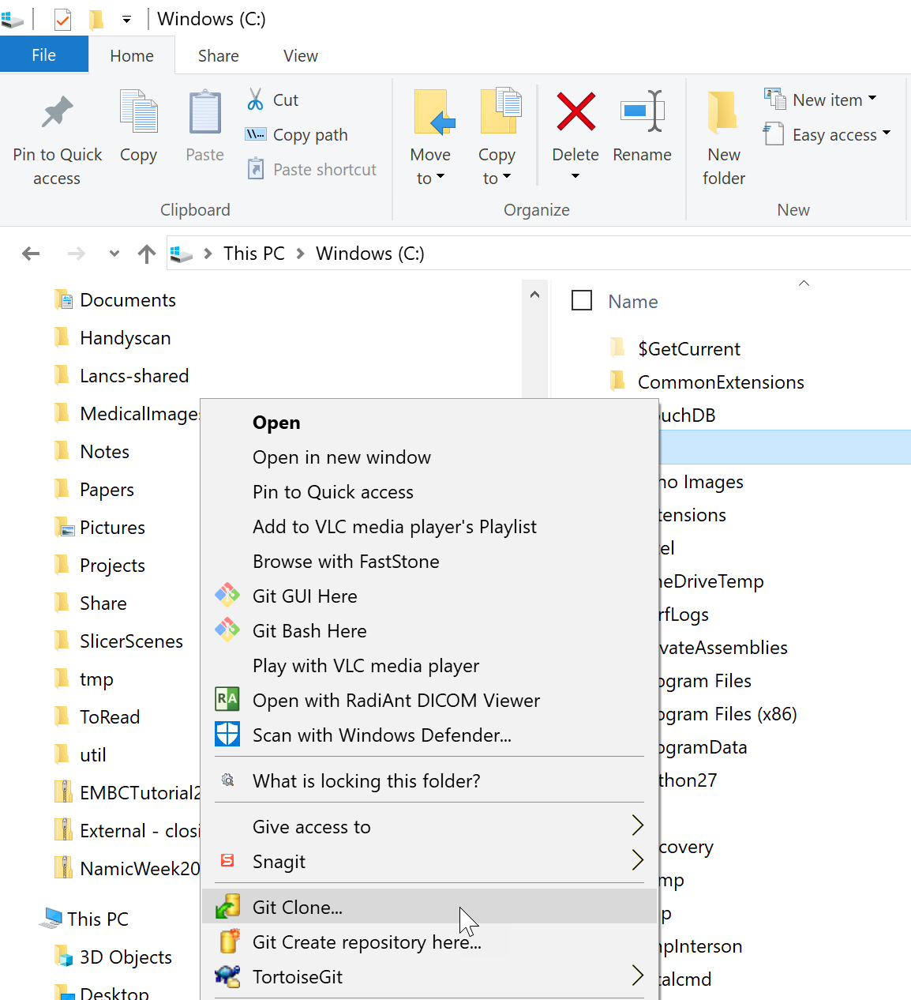 Windows (C:)
File
Home
Share
View
Pin to Quick
access
Copy
Paste
Cut
Copy path
Paste shortcut
Clipboard
Move
to
Copy
to
Delete
Rename
Organize
New
folder
New item
Easy access
New
This PC
Windows (C:)
Documents
Handyscan
Lancs-shared
MedicalImages
Notes
Papers
Pictures
Projects
Share
SlicerScenes
tmp
ToRead
util
EMBCTutorial2
External - closi
NamicWeek20
This PC
3D Objects
Desktop
Open
Open in new window
Pin to Quick access
Add to VLC media player's Playlist
Browse with FastStone
Git GUI Here
Git Bash Here
Play with VLC media player
RA
Open with RadiAnt DICOM Viewer
Scan with Windows Defender...
What is locking this folder?
Give access to
S
Snagit
Git Clone...
Git Create repository here...
TortoiseGit
Name
$GetCurrent
CommonExtensions
ouchDB
no Images
tensions
el
neDriveTemp
rfLogs
vateAssemblies
ogram Files
ogram Files (x86)
ogramData
thon27
covery
mp
p
npInterson
talcmd